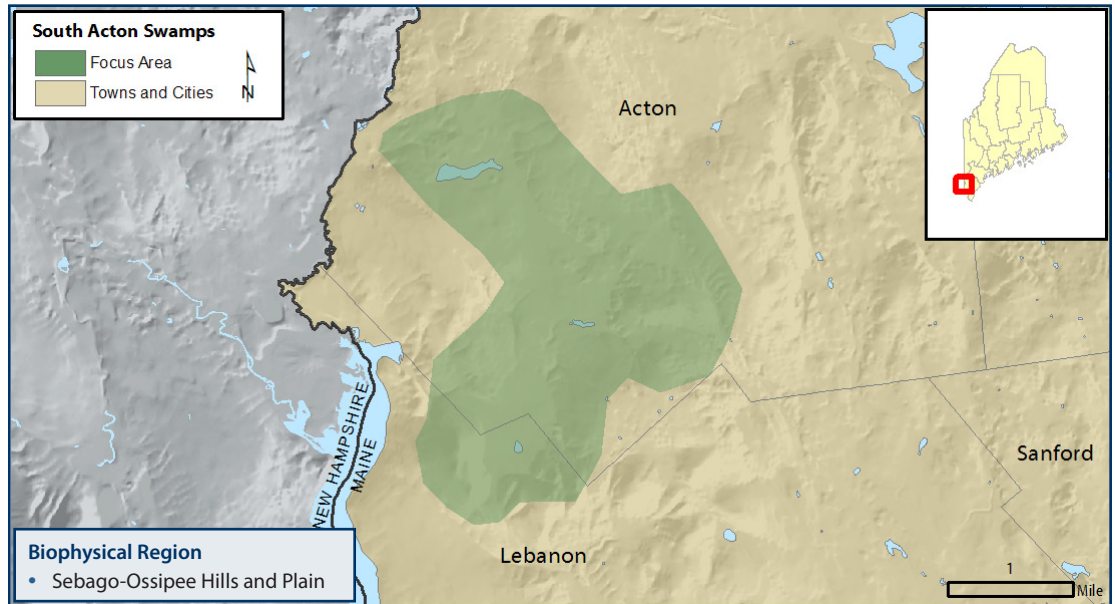 South Acton Swamps
Focus Area
Towns and Cities
N
Acton
NEW HAMPSHIRE
MAINE
Sanford
Lebanon
Biophysical Region
• Sebago-Ossipee Hills and Plain
1
Mile